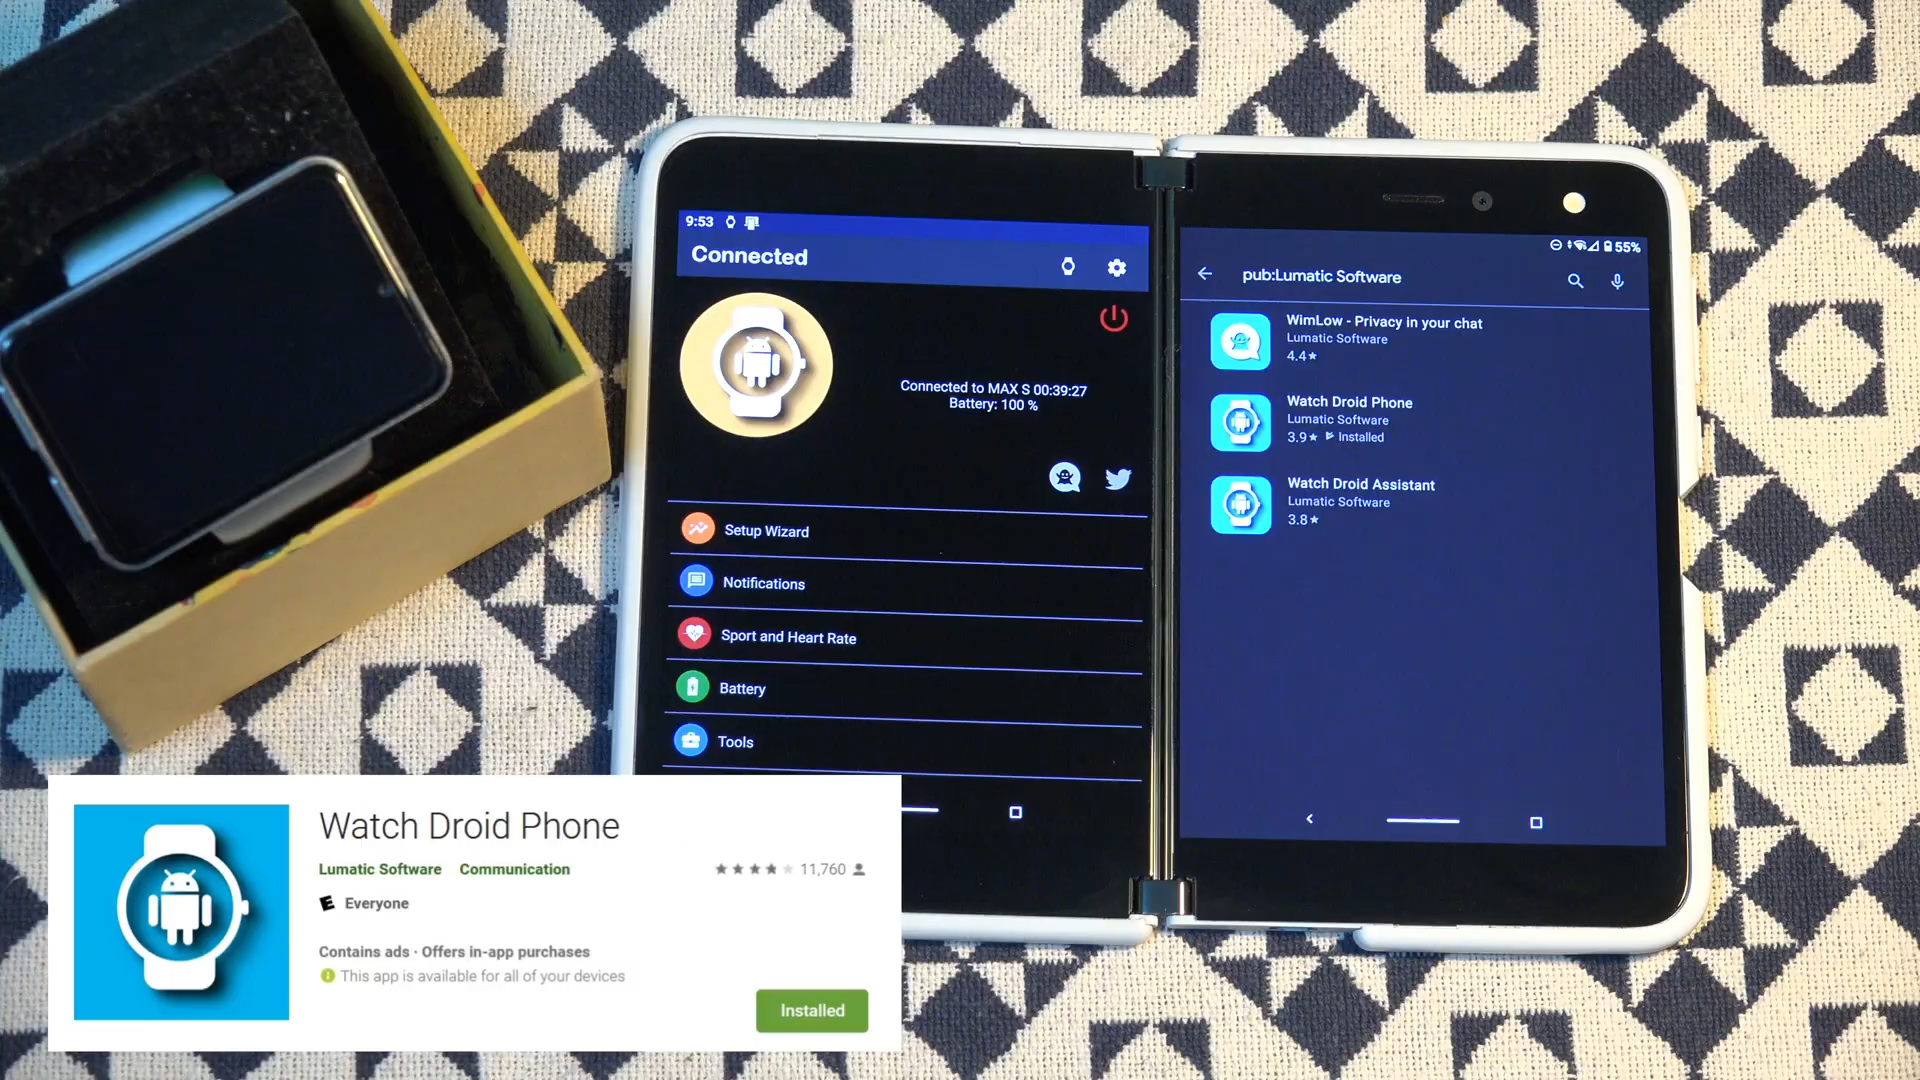 9:53
Connected
Connected to MAX S 00:39:27
Battery: 100 %
Setup Wizard
Notifications
Sport and Heart Rate
Battery
Tools
55%
pub:Lumatic Software
WimLow - Privacy in your chat
Lumatic Software
4.4★
Watch Droid Phone
Lumatic Software
3.9★ Installed
Watch Droid Assistant
Lumatic Software
3.8★
Watch Droid Phone
Lumatic Software Communication
11,760
E Everyone
Contains ads · Offers in-app purchases
This app is available for all of your devices
Installed